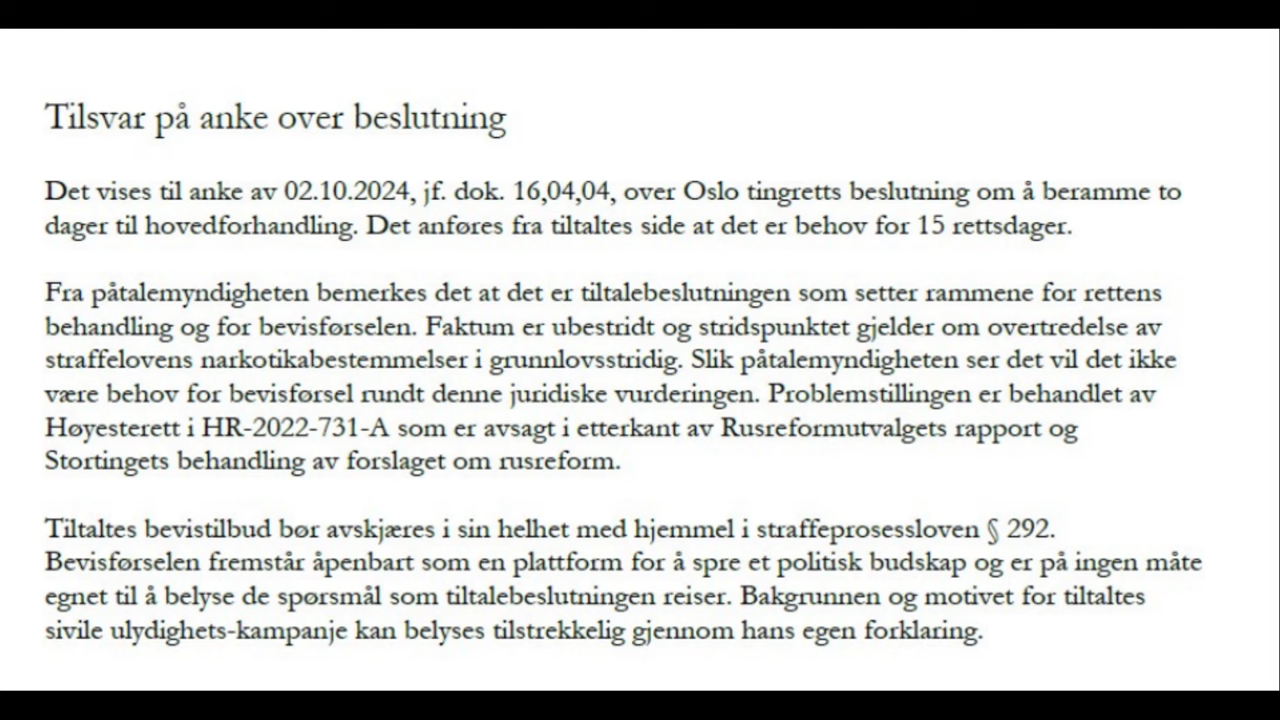 Tilsvar på anke over beslutning
Det vises til anke av 02.10.2024, jf. dok. 16,04,04, over Oslo tingretts beslutning om å beramme to
dager til hovedforhandling. Det anføres fra tiltaltes side at det er behov for 15 rettsdager.
Fra påtalemyndigheten bemerkes det at det er tiltalebeslutningen som setter rammene for rettens
behandling og for bevisførselen. Faktum er ubestridt og stridspunktet gjelder om overtredelse av
straffelovens narkotikabestemmelser i grunnlovsstridig. Slik påtalemyndigheten ser det vil det ikke
være behov for bevisførsel rundt denne juridiske vurderingen. Problemstillingen er behandlet av
Høyesterett i HR-2022-731-A som er avsagt i etterkant av Rusreformutvalgets rapport og
Stortingets behandling av forslaget om rusreform.
Tiltaltes bevistilbud bør avskjæres i sin helhet med hjemmel i straffeprosessloven § 292.
Bevisførselen fremstår åpenbart som en plattform for å spre et politisk budskap og er på ingen måte
egnet til å belyse de spørsmål som tiltalebeslutningen reiser. Bakgrunnen og motivet for tiltaltes
sivile ulydighets-kampanje kan belyses tilstrekkelig gjennom hans egen forklaring.